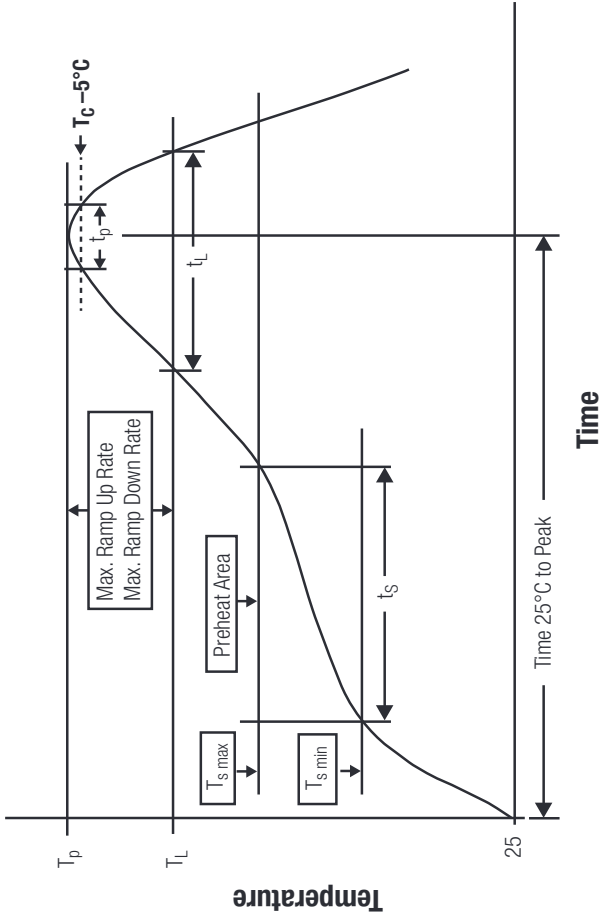 Temperature
T_p
T_L
25
Max. Ramp Up Rate
Max. Ramp Down Rate
T_C –5°C
t_p
t_L
T_s max
Preheat Area
T_s min
t_S
Time 25°C to Peak
Time